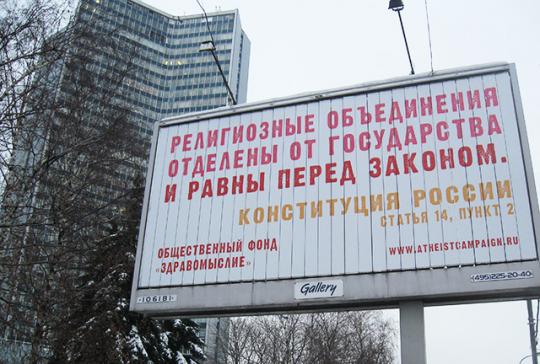 РЕЛИГИОЗНЫЕ ОБЪЕДИНЕНИЯ
ОТДЕЛЕНЫ ОТ ГОСУДАРСТВА
И РАВНЫ ПЕРЕД ЗАКОНОМ.
КОНСТИТУЦИЯ РОССИИ
СТАТЬЯ 14, ПУНКТ 2
ОБЩЕСТВЕННЫЙ ФОНД
«ЗДРАВОМЫСЛИЕ»
WWW.ATHEISTCAMPAIGN.RU
106181
Gallery
(495)225-20-40